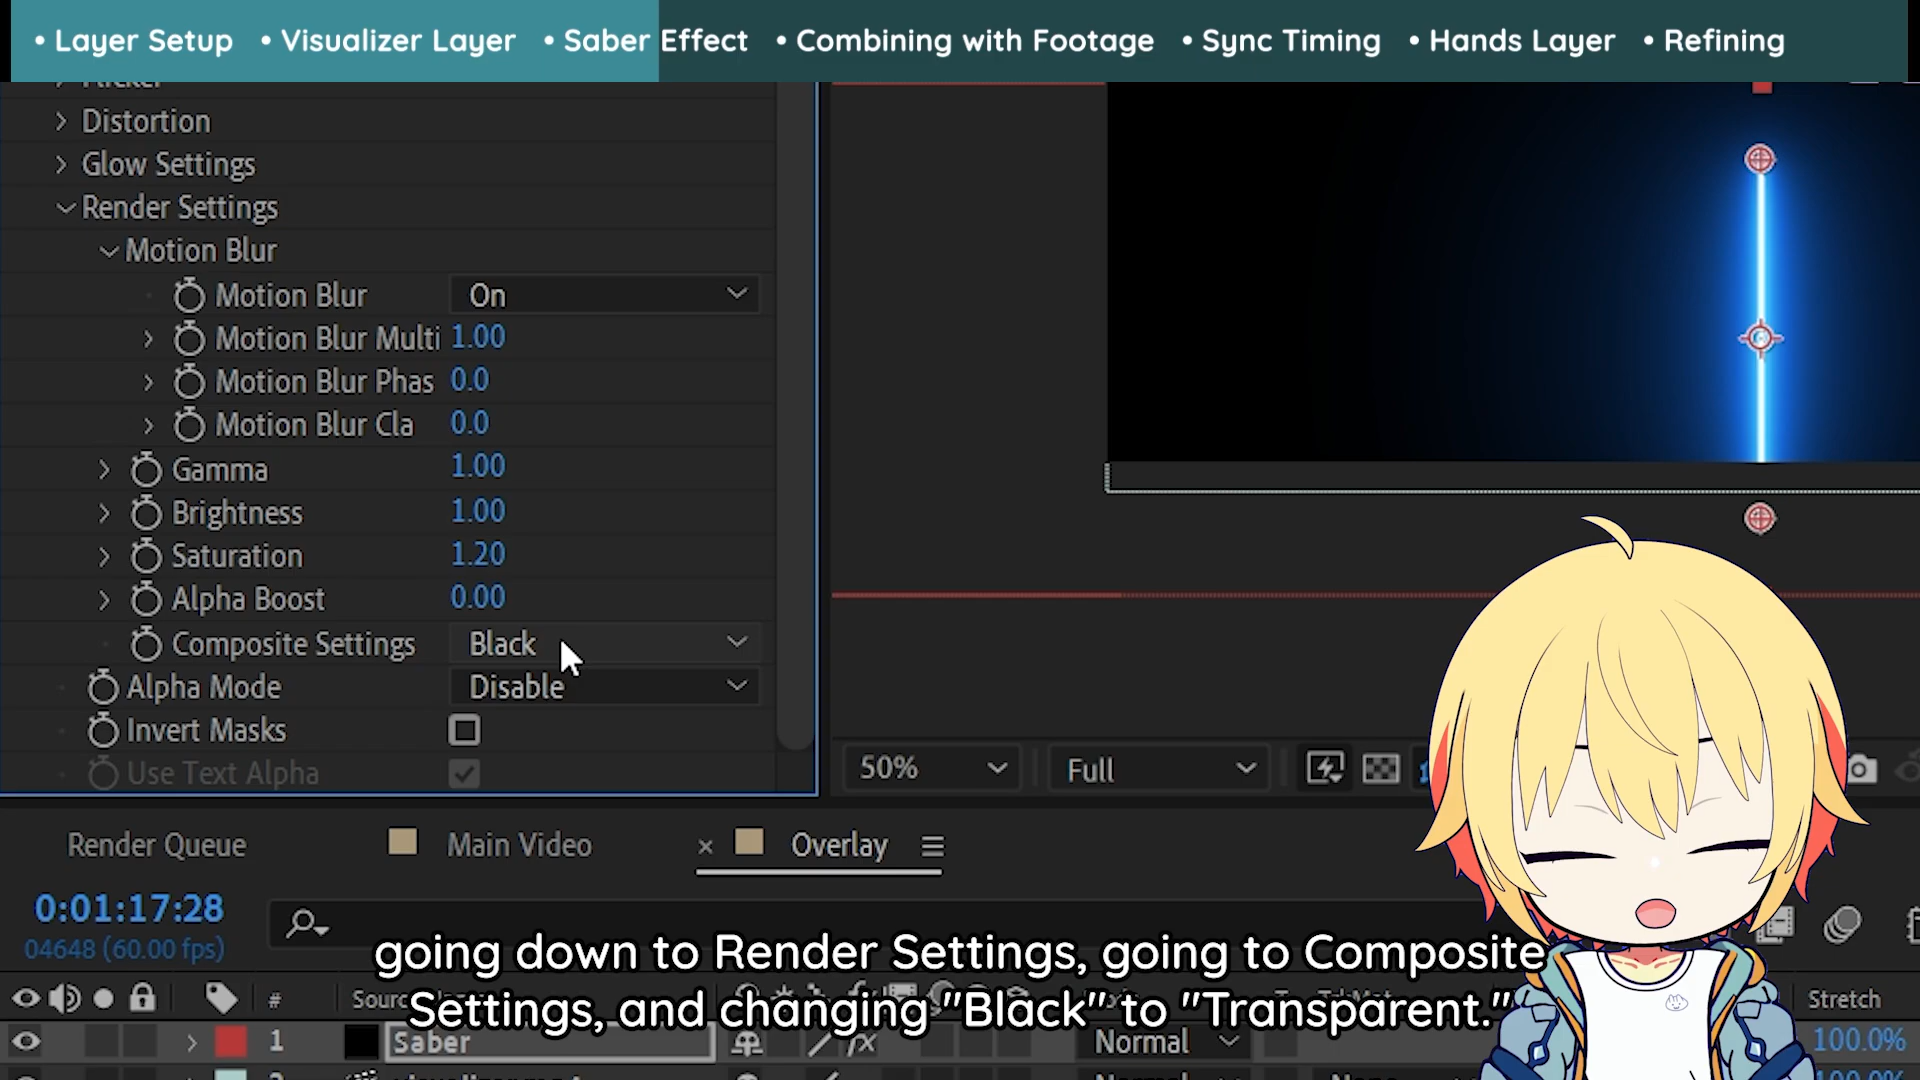 • Layer Setup • Visualizer Layer • Saber Effect • Combining with Footage • Sync Timing • Hands Layer • Refining
Distortion
Glow Settings
Render Settings
Motion Blur
Motion Blur On
Motion Blur Multi 1.00
Motion Blur Phas 0.0
Motion Blur Cla 0.0
Gamma 1.00
Brightness 1.00
Saturation 1.20
Alpha Boost 0.00
Composite Settings Black
Alpha Mode Disable
Invert Masks
Use Text Alpha
50% Full
Render Queue Main Video × Overlay
0:01:17:28
04648 (60.00 fps)
going down to Render Settings, going to Composite
Settings, and changing "Black" to "Transparent."
# Stretch
1 Saber fx Normal 100.0%